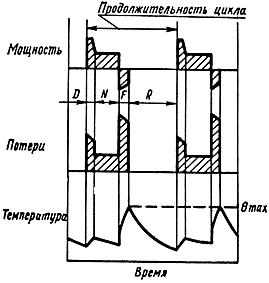 Продолжительность цикла
Мощность
D N F R
Потери
Температура
θmax
Время